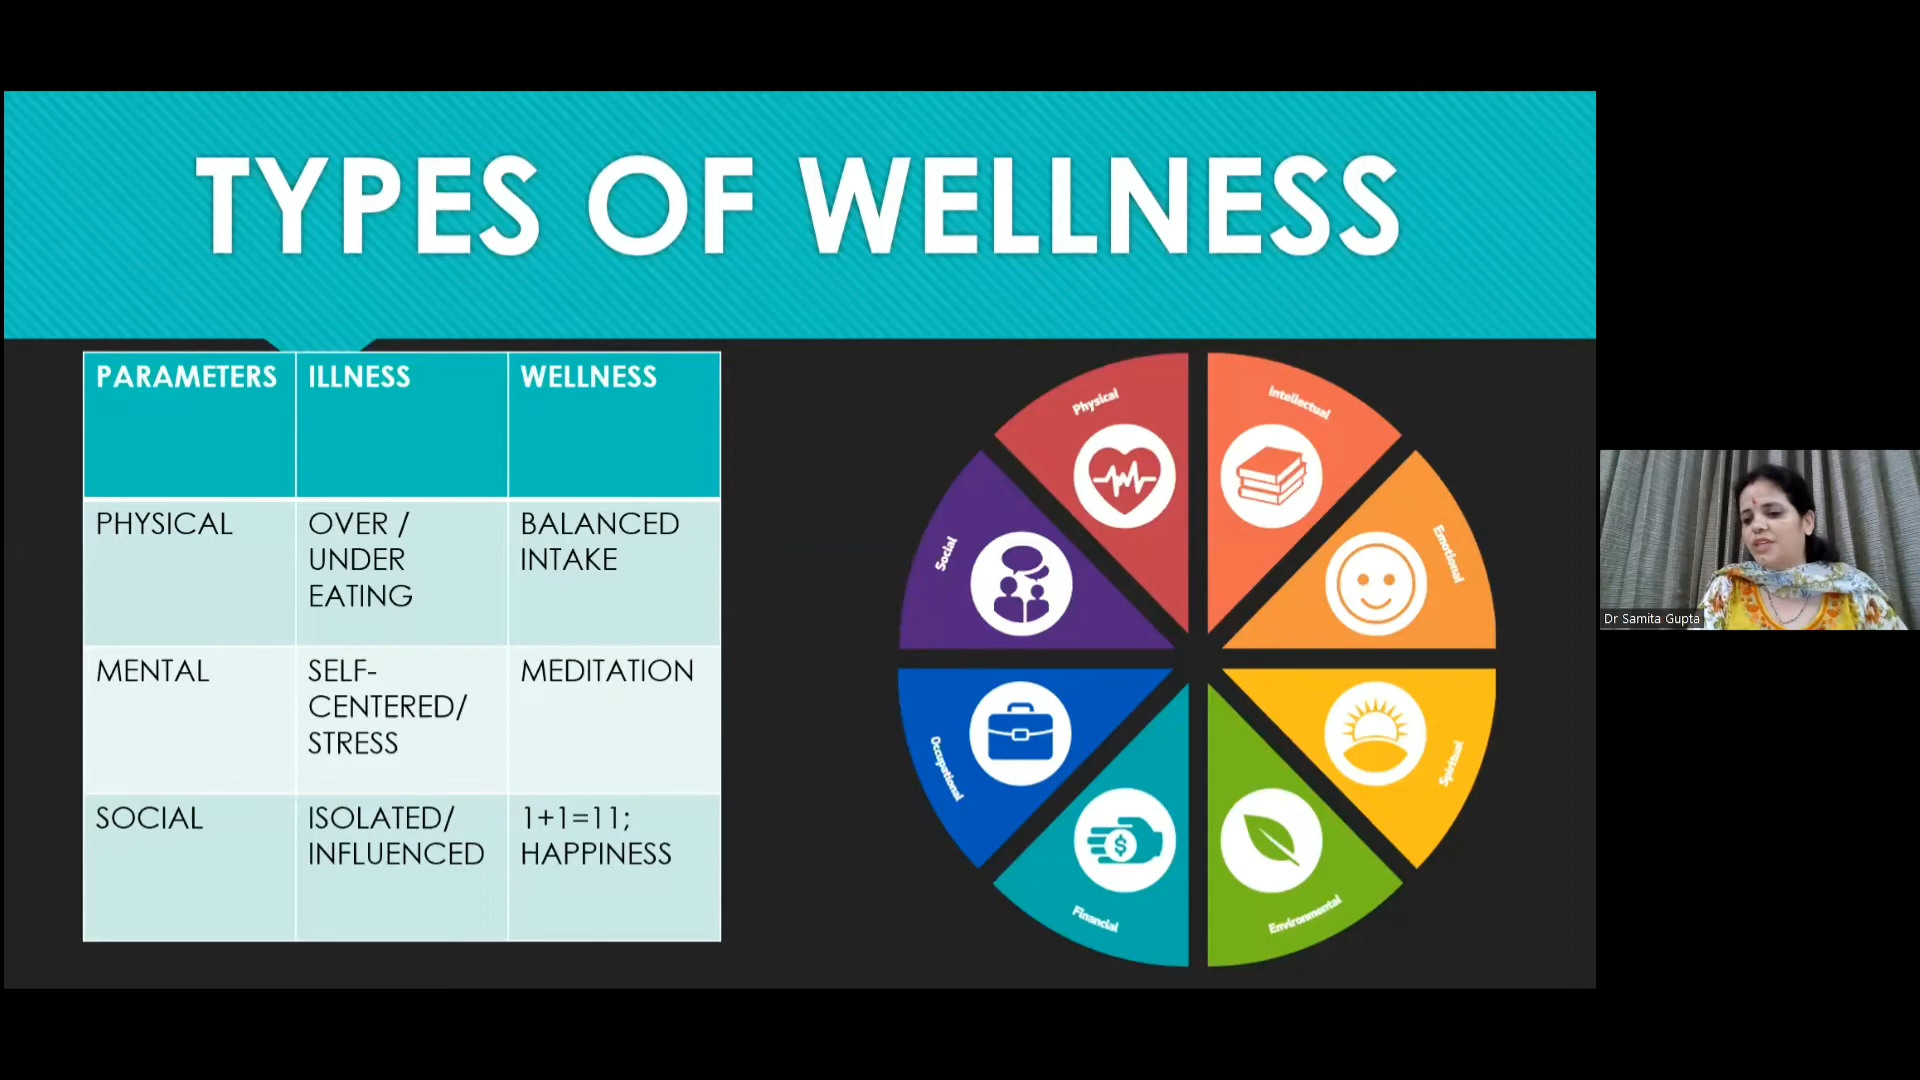 TYPES OF WELLNESS
PARAMETERS
ILLNESS
WELLNESS
PHYSICAL
OVER /
UNDER
EATING
BALANCED
INTAKE
MENTAL
SELF-
CENTERED/
STRESS
MEDITATION
SOCIAL
ISOLATED/
INFLUENCED
1+1=11;
HAPPINESS
Physical
Intellectual
Emotional
Spiritual
Environmental
Financial
$
Occupational
Social
Dr Samita Gupta